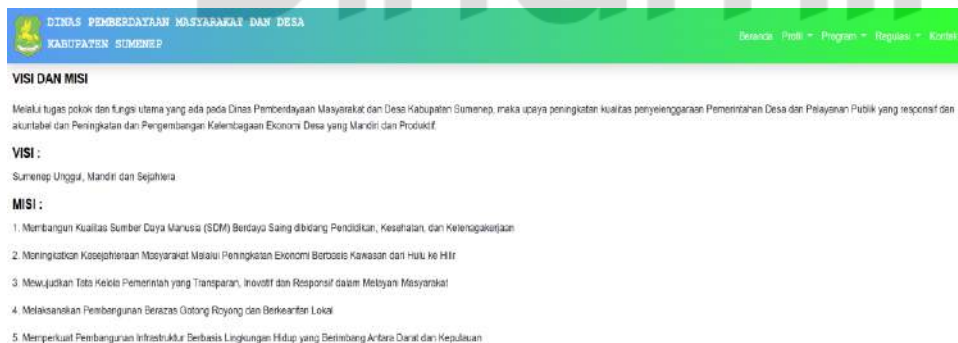 DINAS PEMBERDAYAAN MASYARAKAT DAN DESA
KABUPATEN SUMENEP
Beranda Profil Program Regulasi Kontak
VISI DAN MISI
Melalui tugas pokok dan fungsi utama yang ada pada Dinas Pemberdayaan Masyarakat dan Desa Kabupaten Sumenep, maka upaya peningkatan kualitas penyelenggaraan Pemerintahan Desa dan Pelayanan Publik yang responsif dan
akuntabel dan Peningkatan dan Pengembangan Kelembagaan Ekonomi Desa yang Mandiri dan Produktif.
VISI :
Sumenep Unggul, Mandiri dan Sejahtera
MISI :
1. Membangun Kualitas Sumber Daya Manusia (SDM) Berdaya Saing dibidang Pendidikan, Kesehatan, dan Ketenagakerjaan
2. Meningkatkan Kesejahteraan Masyarakat Melalui Peningkatan Ekonomi Berbasis Kawasan dari Hulu ke Hilir
3. Mewujudkan Tata Kelola Pemerintah yang Transparan, Inovatif dan Responsif dalam Melayani Masyarakat
4. Melaksanakan Pembangunan Berazas Gotong Royong dan Berkearifan Lokal
5. Memperkuat Pembangunan Infrastruktur Berbasis Lingkungan Hidup yang Berimbang Antara Darat dan Kepulauan